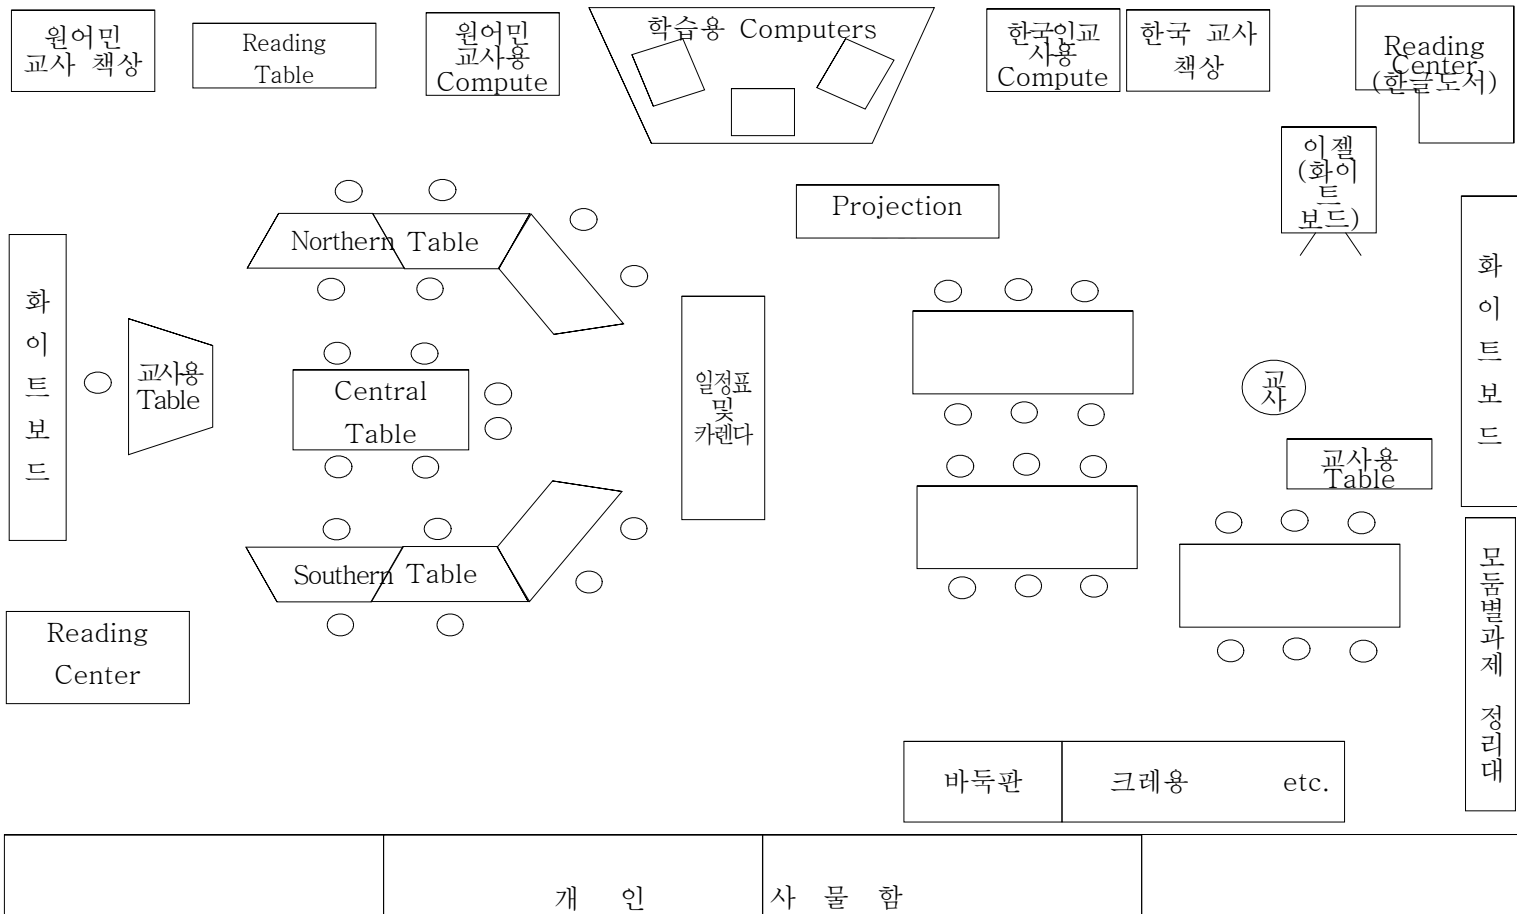 원어민
교사 책상
Reading
Table
원어민
교사용
Compute
학습용 Computers
한국인교
사용
Compute
한국 교사
책상
Reading
Center
(한글도서)
이젤
(화이
트
보드)
Projection
Northern Table
화
이
트
보
드
교사용
Table
Central
Table
일정표
및
카렌다
교
사
교사용
Table
화
이
트
보
드
Southern Table
Reading
Center
모
둠
별
과
제
정
리
대
바둑판
크레용 etc.
개 인 사 물 함